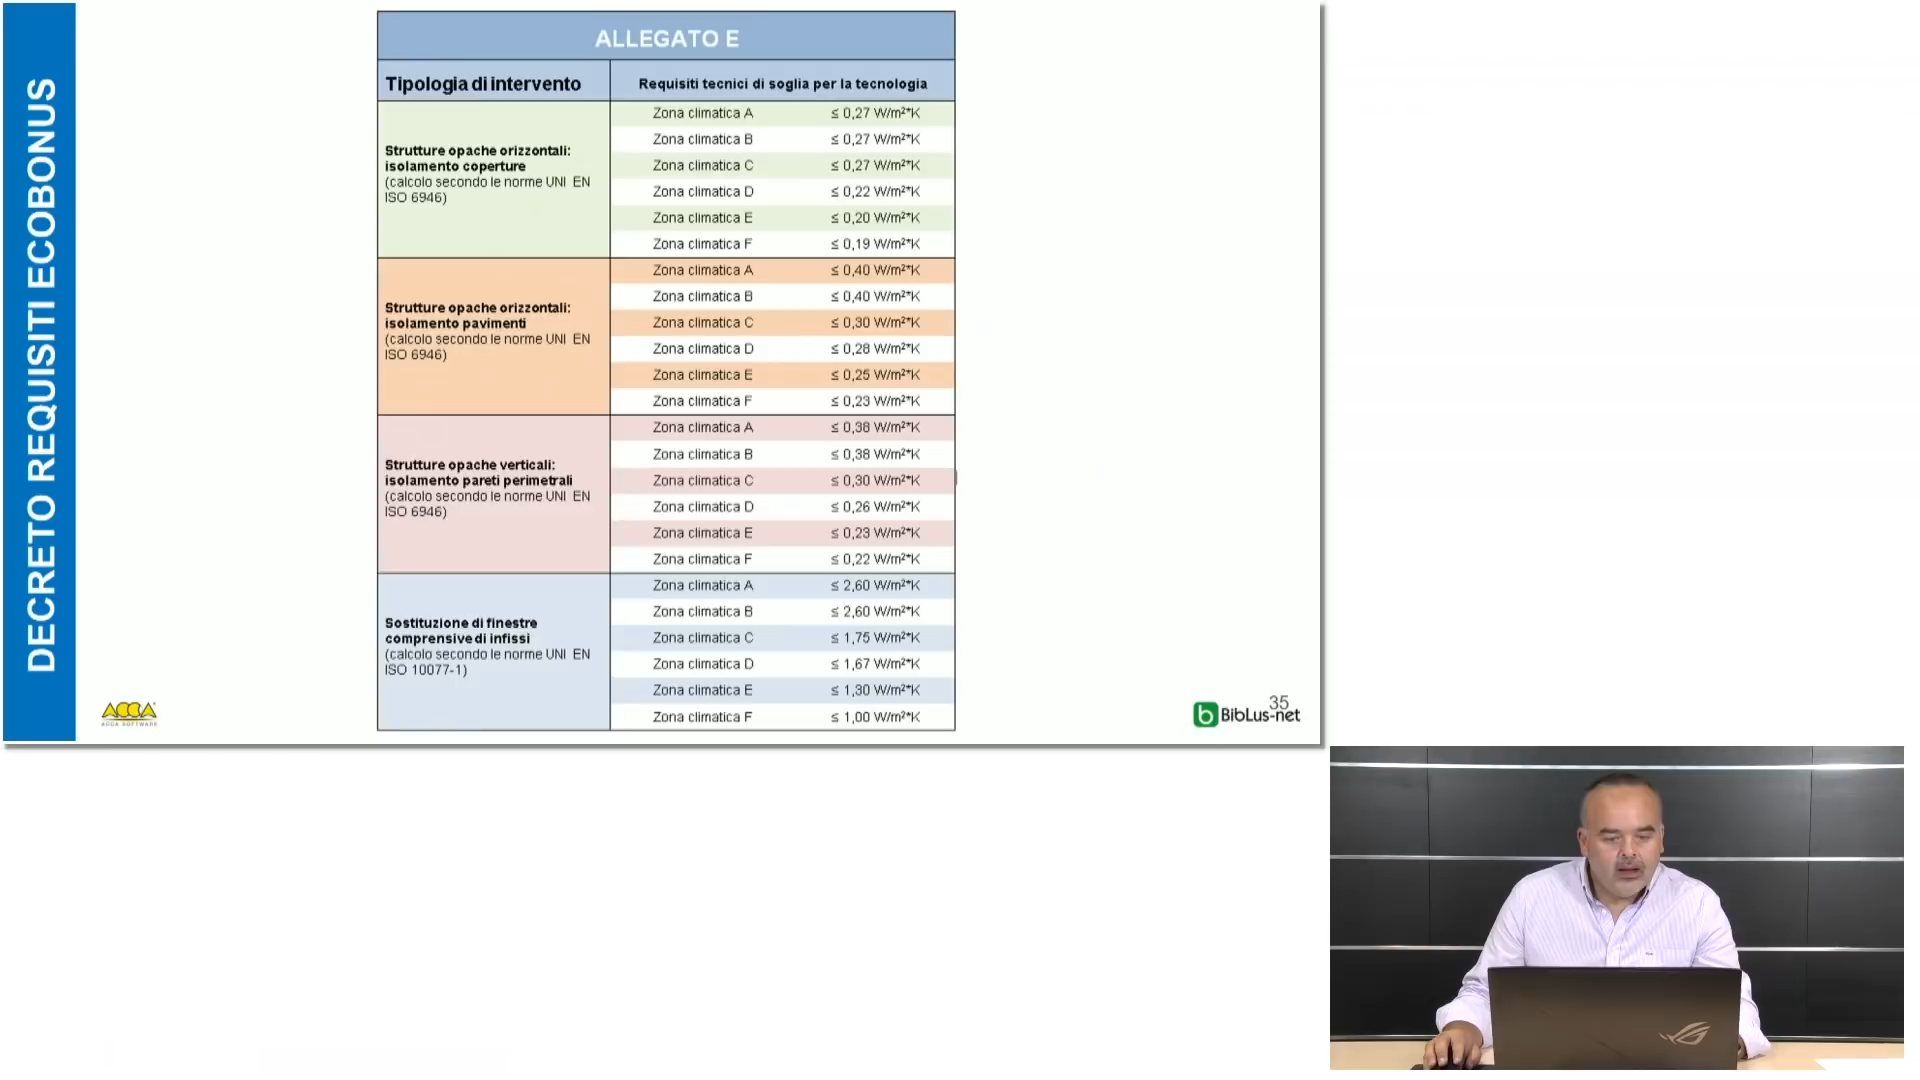 DECRETO REQUISITI ECOBONUS
ALLEGATO E
Tipologia di intervento
Requisiti tecnici di soglia per la tecnologia
Strutture opache orizzontali:
isolamento coperture
(calcolo secondo le norme UNI EN
ISO 6946)
Zona climatica A ≤ 0,27 W/m²*K
Zona climatica B ≤ 0,27 W/m²*K
Zona climatica C ≤ 0,27 W/m²*K
Zona climatica D ≤ 0,22 W/m²*K
Zona climatica E ≤ 0,20 W/m²*K
Zona climatica F ≤ 0,19 W/m²*K
Strutture opache orizzontali:
isolamento pavimenti
(calcolo secondo le norme UNI EN
ISO 6946)
Zona climatica A ≤ 0,40 W/m²*K
Zona climatica B ≤ 0,40 W/m²*K
Zona climatica C ≤ 0,30 W/m²*K
Zona climatica D ≤ 0,28 W/m²*K
Zona climatica E ≤ 0,25 W/m²*K
Zona climatica F ≤ 0,23 W/m²*K
Strutture opache verticali:
isolamento pareti perimetrali
(calcolo secondo le norme UNI EN
ISO 6946)
Zona climatica A ≤ 0,38 W/m²*K
Zona climatica B ≤ 0,38 W/m²*K
Zona climatica C ≤ 0,30 W/m²*K
Zona climatica D ≤ 0,26 W/m²*K
Zona climatica E ≤ 0,23 W/m²*K
Zona climatica F ≤ 0,22 W/m²*K
Sostituzione di finestre
comprensive di infissi
(calcolo secondo le norme UNI EN
ISO 10077-1)
Zona climatica A ≤ 2,60 W/m²*K
Zona climatica B ≤ 2,60 W/m²*K
Zona climatica C ≤ 1,75 W/m²*K
Zona climatica D ≤ 1,67 W/m²*K
Zona climatica E ≤ 1,30 W/m²*K
Zona climatica F ≤ 1,00 W/m²*K
ACCA
ACCA SOFTWARE
35
b BibLus-net